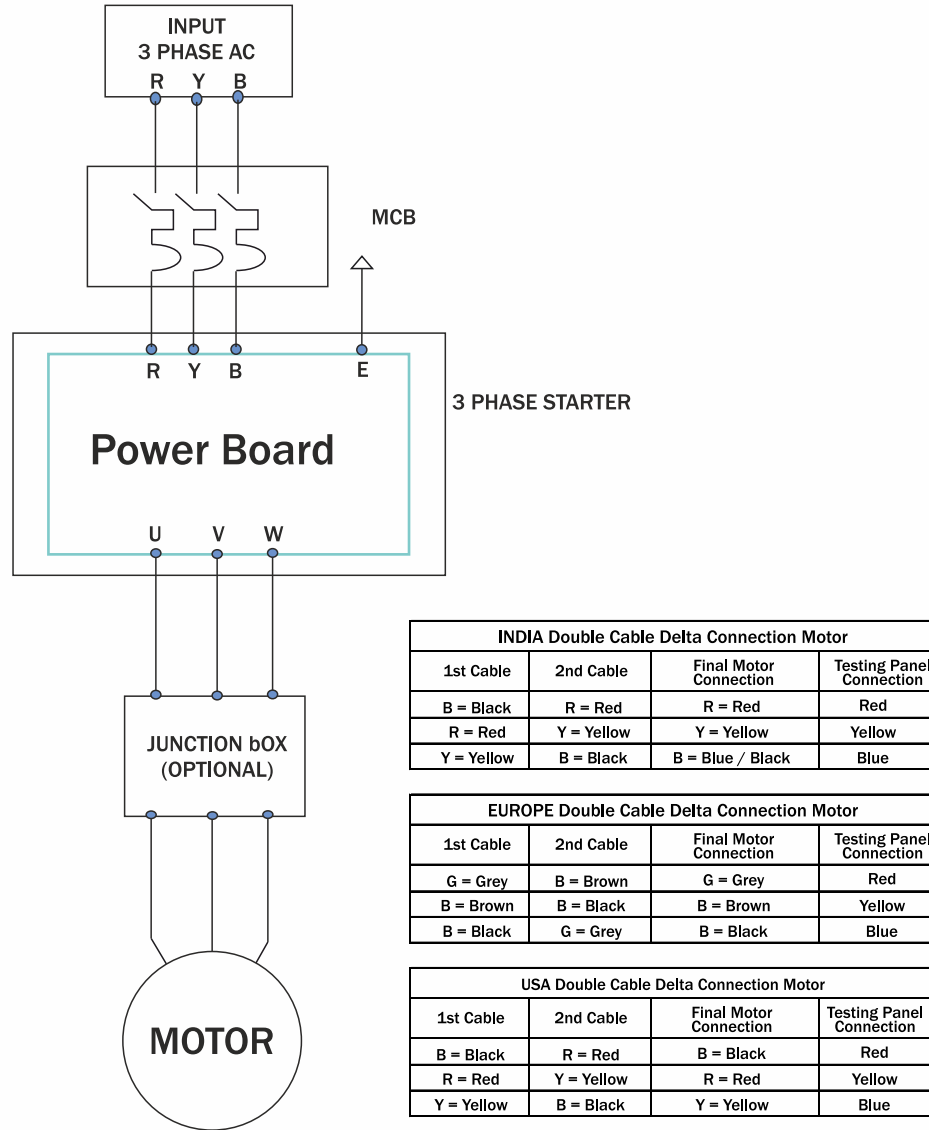 INPUT
3 PHASE AC
R Y B
MCB
R Y B E
3 PHASE STARTER
Power Board
U V W
JUNCTION bOX
(OPTIONAL)
MOTOR
INDIA Double Cable Delta Connection Motor
1st Cable 2nd Cable Final Motor Connection Testing Panel Connection
B = Black R = Red R = Red Red
R = Red Y = Yellow Y = Yellow Yellow
Y = Yellow B = Black B = Blue / Black Blue
EUROPE Double Cable Delta Connection Motor
1st Cable 2nd Cable Final Motor Connection Testing Panel Connection
G = Grey B = Brown G = Grey Red
B = Brown B = Black B = Brown Yellow
B = Black G = Grey B = Black Blue
USA Double Cable Delta Connection Motor
1st Cable 2nd Cable Final Motor Connection Testing Panel Connection
B = Black R = Red B = Black Red
R = Red Y = Yellow R = Red Yellow
Y = Yellow B = Black Y = Yellow Blue